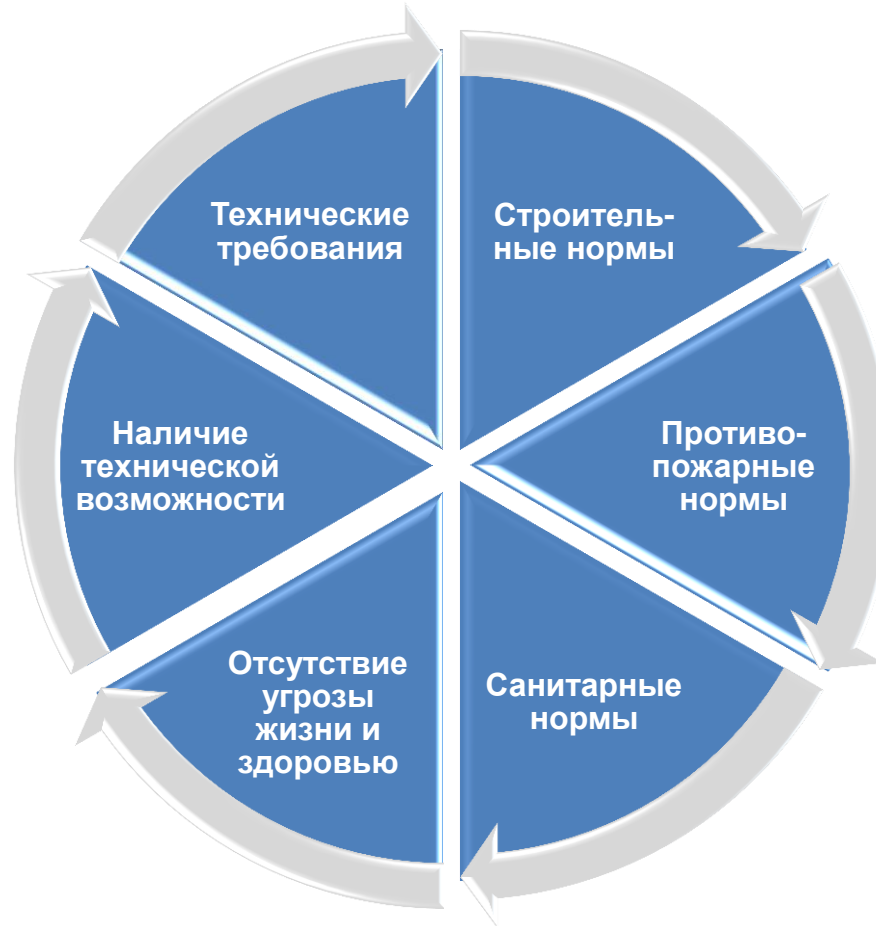 Строитель-
ные нормы
Противо-
пожарные
нормы
Санитарные
нормы
Отсутствие
угрозы
жизни и
здоровью
Наличие
технической
возможности
Технические
требования